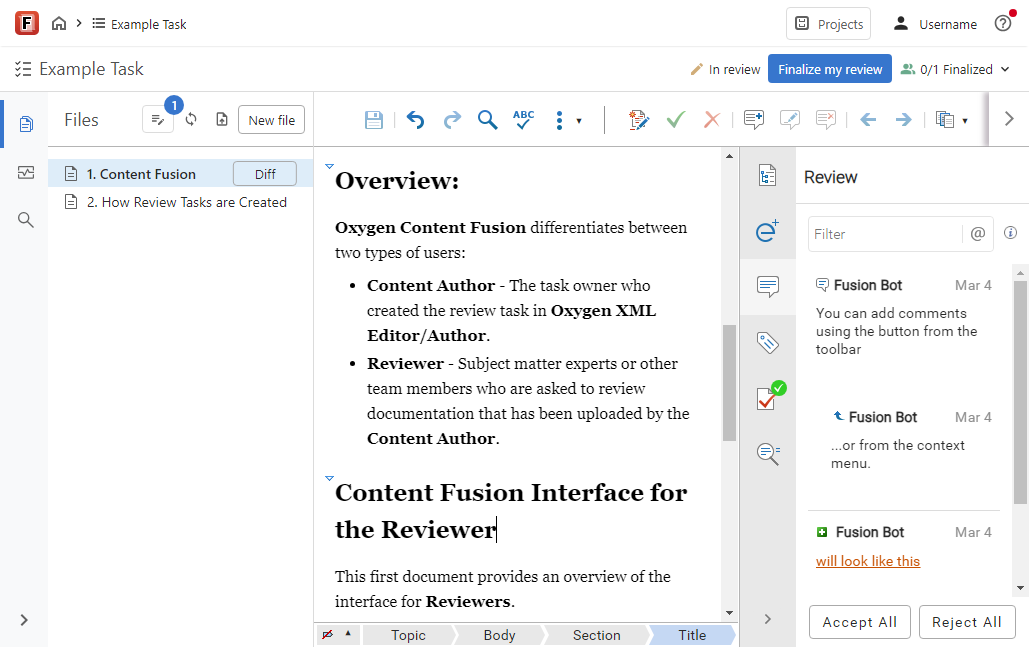 F
Example Task
Projects
Username
Example Task
In review
Finalize my review
0/1 Finalized
Files
1
New file
ABC
1. Content Fusion
Diff
2. How Review Tasks are Created
Overview:
Oxygen Content Fusion differentiates between
two types of users:
• Content Author - The task owner who
created the review task in Oxygen XML
Editor/Author.
• Reviewer - Subject matter experts or other
team members who are asked to review
documentation that has been uploaded by the
Content Author.
Content Fusion Interface for
the Reviewer
This first document provides an overview of the
interface for Reviewers.
Topic
Body
Section
Title
Review
Filter
@
Fusion Bot
Mar 4
You can add comments
using the button from the
toolbar
Fusion Bot
Mar 4
...or from the context
menu.
Fusion Bot
Mar 4
will look like this
Accept All
Reject All